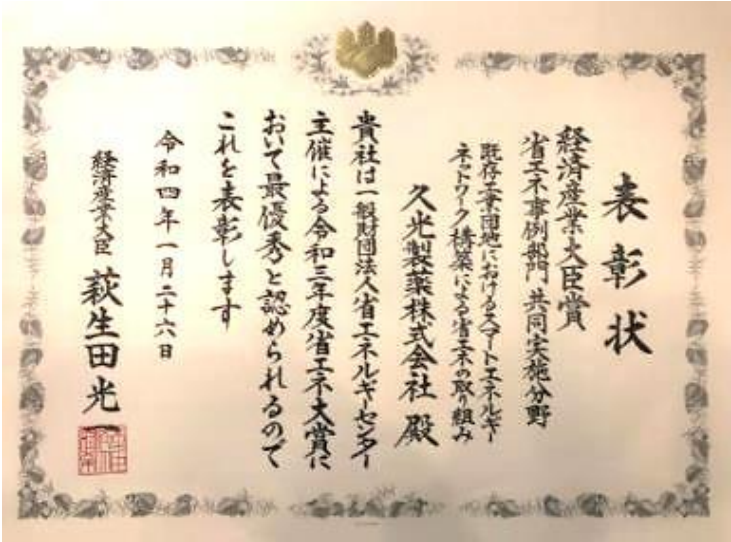 表彰状
経済産業大臣賞
省エネ事例部門 共同実施分野
既存工業団地におけるスマートエネルギー
ネットワーク構築による省エネの取り組み
久光製薬株式会社 殿
貴社は一般財団法人省エネルギーセンター
主催による令和三年度省エネ大賞に
おいて最優秀と認められるので
これを表彰します
令和四年一月二十六日
経済産業大臣 萩生田光一